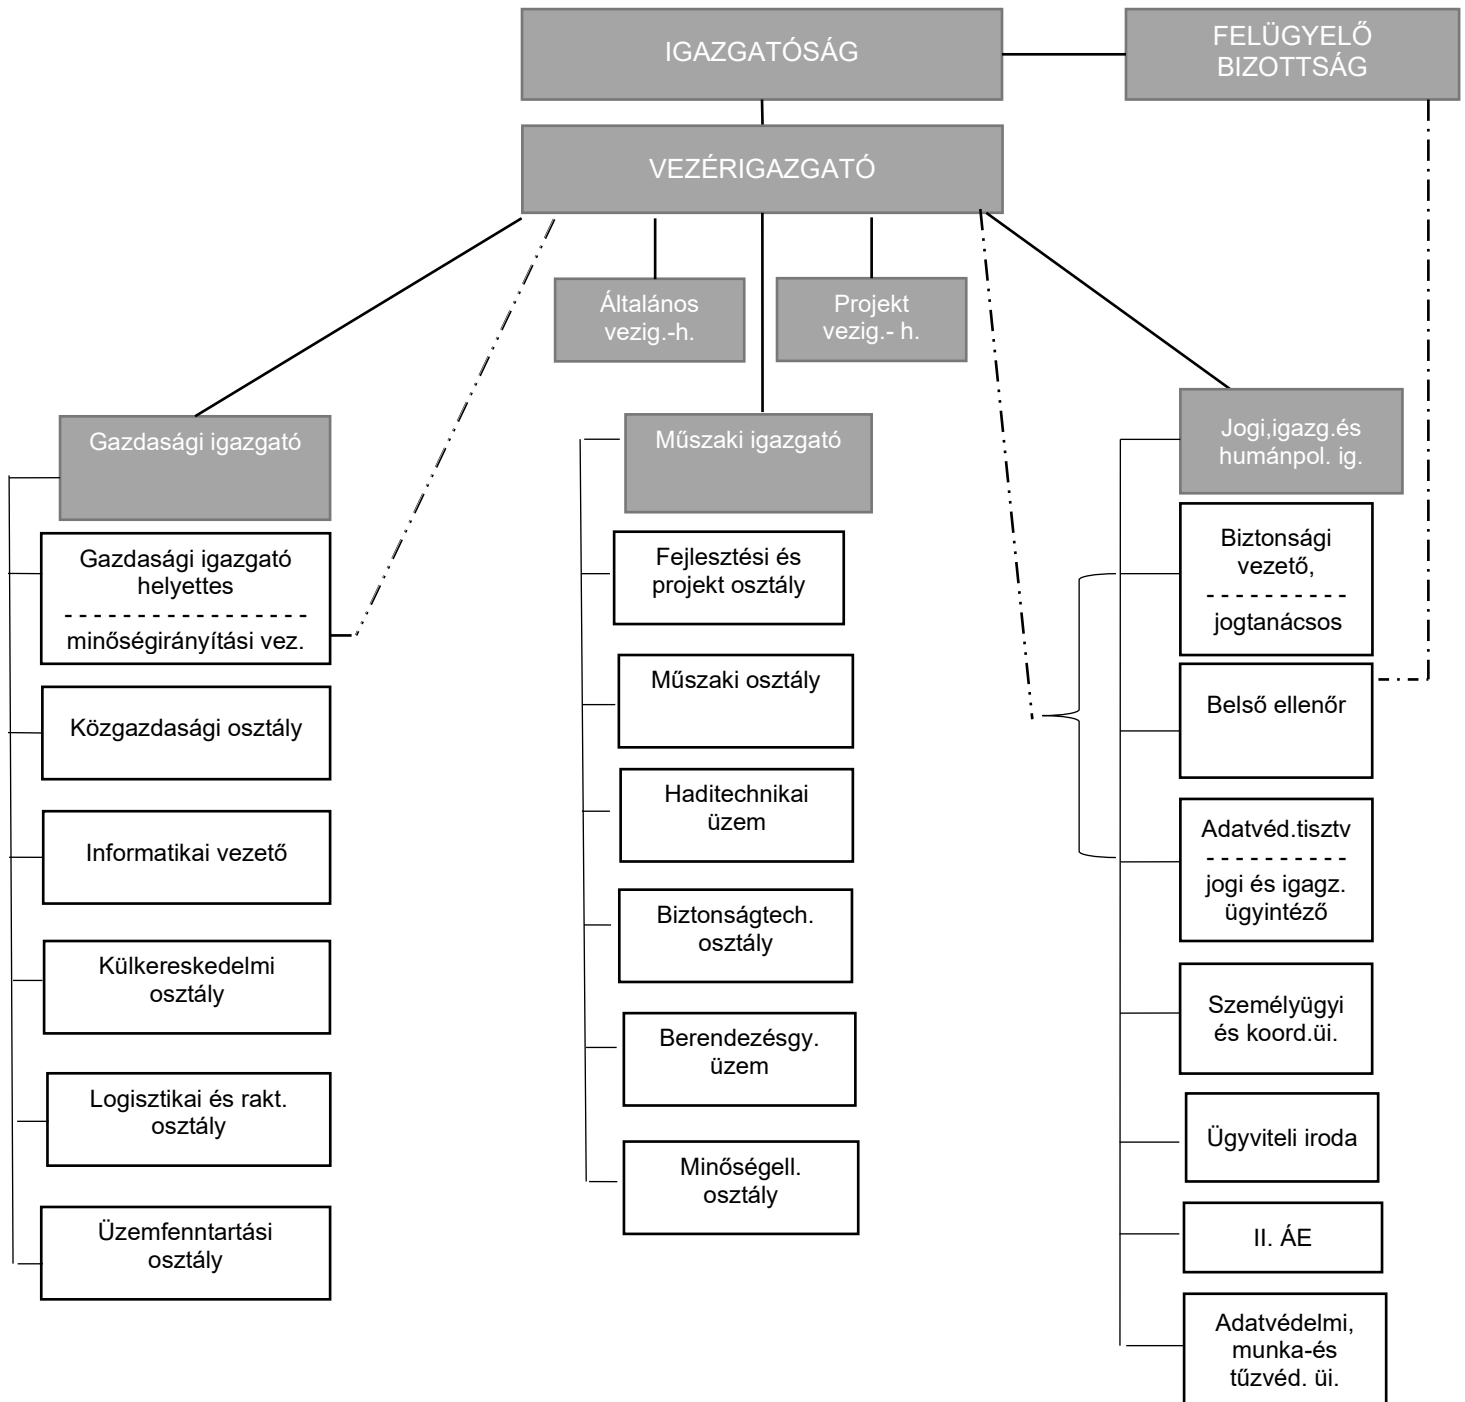 IGAZGATÓSÁG
FELÜGYELŐ
BIZOTTSÁG
VEZÉRIGAZGATÓ
Általános
vezig.-h.
Projekt
vezig.- h.
Gazdasági igazgató
Gazdasági igazgató
helyettes
minőségirányítási vez.
Közgazdasági osztály
Informatikai vezető
Külkereskedelmi
osztály
Logisztikai és rakt.
osztály
Üzemfenntartási
osztály
Műszaki igazgató
Fejlesztési és
projekt osztály
Műszaki osztály
Haditechnikai
üzem
Biztonságtech.
osztály
Berendezésgy.
üzem
Minőségell.
osztály
Jogi,igazg.és
humánpol. ig.
Biztonsági
vezető,
jogtanácsos
Belső ellenőr
Adatvéd.tisztv
jogi és igagz.
ügyintéző
Személyügyi
és koord.üi.
Ügyviteli iroda
II. ÁE
Adatvédelmi,
munka-és
tűzvéd. üi.